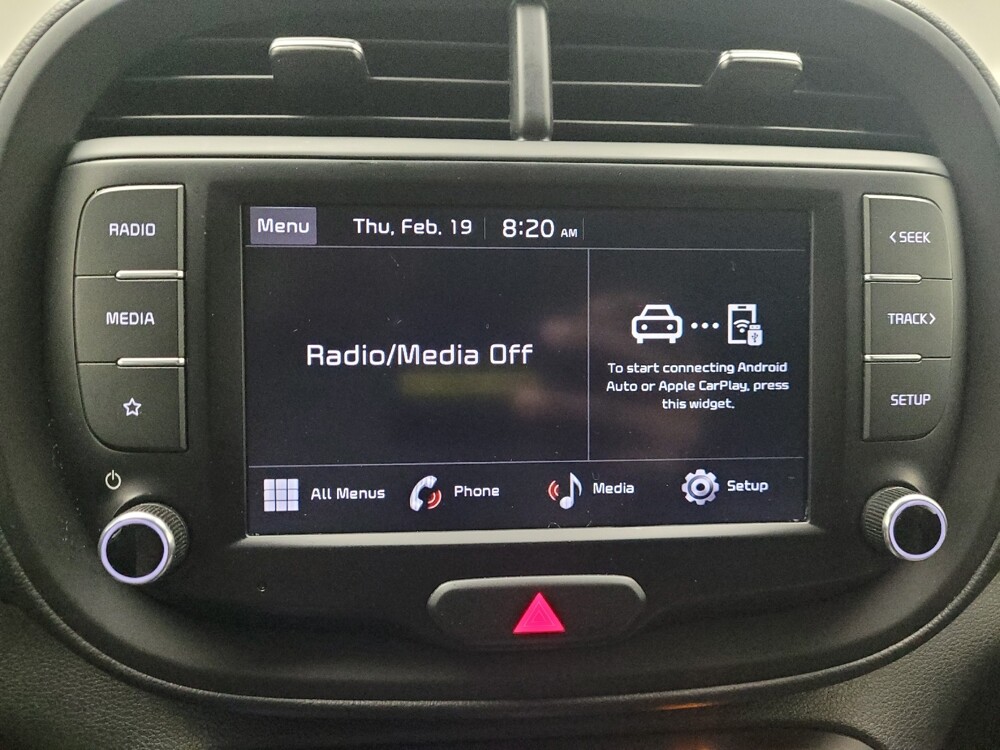 RADIO
MEDIA
Menu
Thu, Feb. 19
8:20 AM
Radio/Media Off
To start connecting Android
Auto or Apple CarPlay, press
this widget.
All Menus
Phone
Media
Setup
< SEEK
TRACK >
SETUP